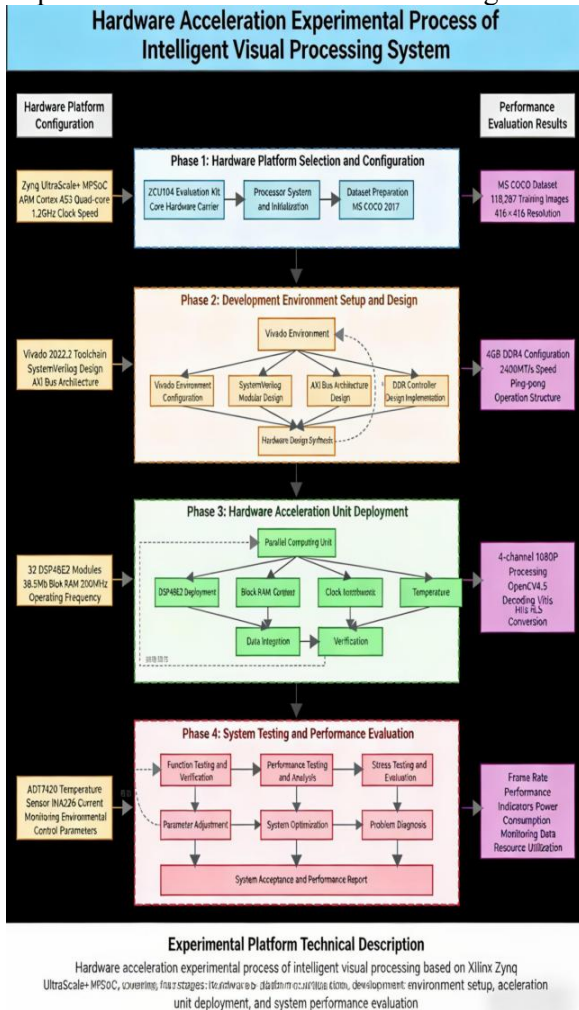 Hardware Acceleration Experimental Process of
Intelligent Visual Processing System
Hardware Platform
Configuration
Performance
Evaluation Results
Phase 1: Hardware Platform Selection and Configuration
Zynq UltraScale+ MPSoC
ARM Cortex A53 Quad-core
1.2GHz Clock Speed
ZCU104 Evaluation Kit
Core Hardware Carrier
Processor System
and Initialization
Dataset Preparation
MS COCO 2017
MS COCO Dataset
118,287 Training Images
416×416 Resolution
Phase 2: Development Environment Setup and Design
Vivado Environment
Vivado 2022.2 Toolchain
SystemVerilog Design
AXI Bus Architecture
Vivado Environment
Configuration
SystemVerilog
Modular Design
AXI Bus Architecture
Design
DDR Controller
Design Implementation
Hardware Design Synthesis
4GB DDR4 Configuration
2400MT/s Speed
Ping-pong
Operation Structure
Phase 3: Hardware Acceleration Unit Deployment
Parallel Computing Unit
32 DSP48E2 Modules
38.5Mb Blok RAM 200MHz
Operating Frequency
DSP48E2 Deployment
Block RAM
Clock
Temperature
Data Integration
Verification
4-channel 1080P
Processing
OpenCV4.5
Decoding Vitis
HLS
Conversion
Phase 4: System Testing and Performance Evaluation
Function Testing and
Verification
Performance Testing
and Analysis
Stress Testing and
Evaluation
ADT7420 Temperature
Sensor INA226 Current
Monitoring Environmental
Control Parameters
Parameter Adjustment
System Optimization
Problem Diagnosis
System Acceptance and Performance Report
Frame Rate
Performance
Indicators Power
Consumption
Monitoring Data
Resource Utilization
Experimental Platform Technical Description
Hardware acceleration experimental process of intelligent visual processing based on Xilinx Zynq
UltraScale+ MPSoC, four stages: development environment setup, aceleration
unit deployment, and system performance evaluation